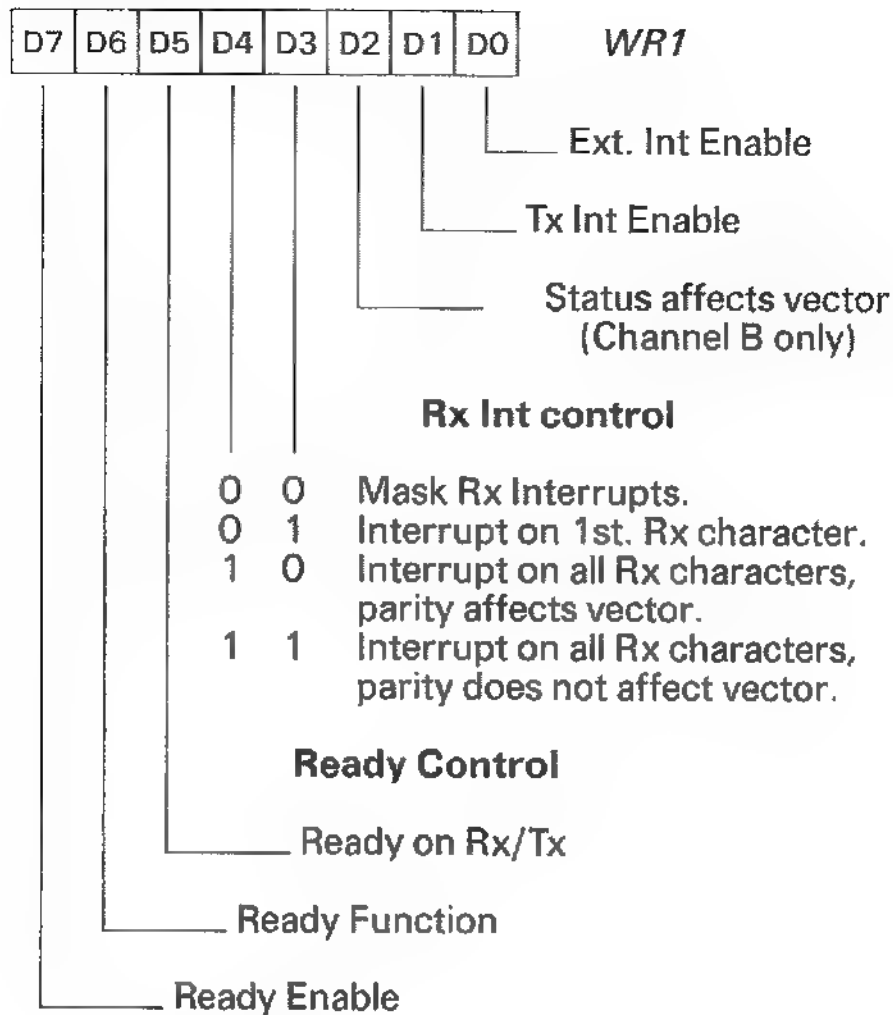 D7 D6 D5 D4 D3 D2 D1 D0 WR1
Ext. Int Enable
Tx Int Enable
Status affects vector
(Channel B only)
Rx Int control
0 0 Mask Rx Interrupts.
0 1 Interrupt on 1st. Rx character.
1 0 Interrupt on all Rx characters,
parity affects vector.
1 1 Interrupt on all Rx characters,
parity does not affect vector.
Ready Control
Ready on Rx/Tx
Ready Function
Ready Enable